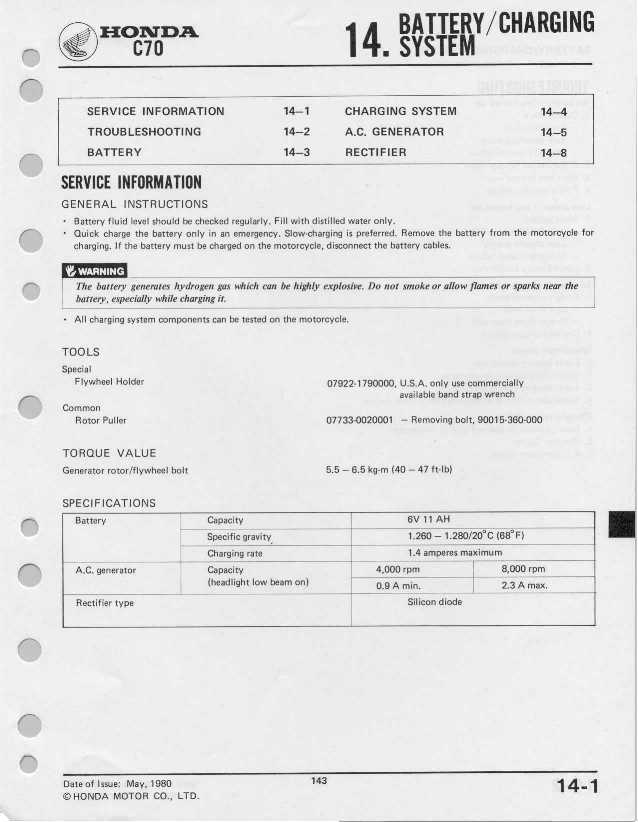 HONDA
C70
14. BATTERY/CHARGING
SYSTEM
SERVICE INFORMATION 14–1 CHARGING SYSTEM 14–4
TROUBLESHOOTING 14–2 A.C. GENERATOR 14–5
BATTERY 14–3 RECTIFIER 14–8
SERVICE INFORMATION
GENERAL INSTRUCTIONS
· Battery fluid level should be checked regularly. Fill with distilled water only.
· Quick charge the battery only in an emergency. Slow-charging is preferred. Remove the battery from the motorcycle for
charging. If the battery must be charged on the motorcycle, disconnect the battery cables.
WARNING
The battery generates hydrogen gas which can be highly explosive. Do not smoke or allow flames or sparks near the
battery, especially while charging it.
· All charging system components can be tested on the motorcycle.
TOOLS
Special
Flywheel Holder 07922-1790000, U.S.A. only use commercially
available band strap wrench
Common
Rotor Puller 07733-0020001 – Removing bolt, 90015-360-000
TORQUE VALUE
Generator rotor/flywheel bolt 5.5 – 6.5 kg-m (40 – 47 ft-lb)
SPECIFICATIONS
Battery Capacity 6V 11 AH
Specific gravity 1.260 – 1.280/20°C (68°F)
Charging rate 1.4 amperes maximum
A.C. generator Capacity 4,000 rpm 8,000 rpm
(headlight low beam on) 0.9 A min. 2.3 A max.
Rectifier type Silicon diode
Date of Issue: May, 1980 143 14-1
© HONDA MOTOR CO., LTD.